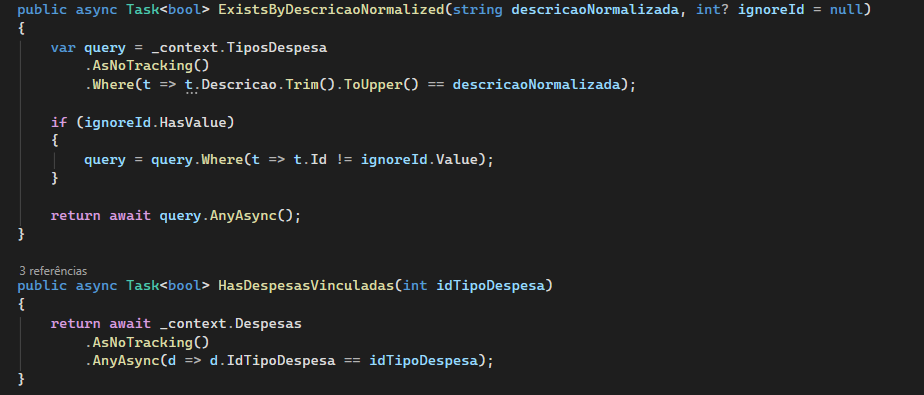 public async Task<bool> ExistsByDescricaoNormalized(string descricaoNormalizada, int? ignoreId = null)
{
    var query = _context.TiposDespesa
        .AsNoTracking()
        .Where(t => t.Descricao.Trim().ToUpper() == descricaoNormalizada);

    if (ignoreId.HasValue)
    {
        query = query.Where(t => t.Id != ignoreId.Value);
    }

    return await query.AnyAsync();
}

3 referências
public async Task<bool> HasDespesasVinculadas(int idTipoDespesa)
{
    return await _context.Despesas
        .AsNoTracking()
        .AnyAsync(d => d.IdTipoDespesa == idTipoDespesa);
}